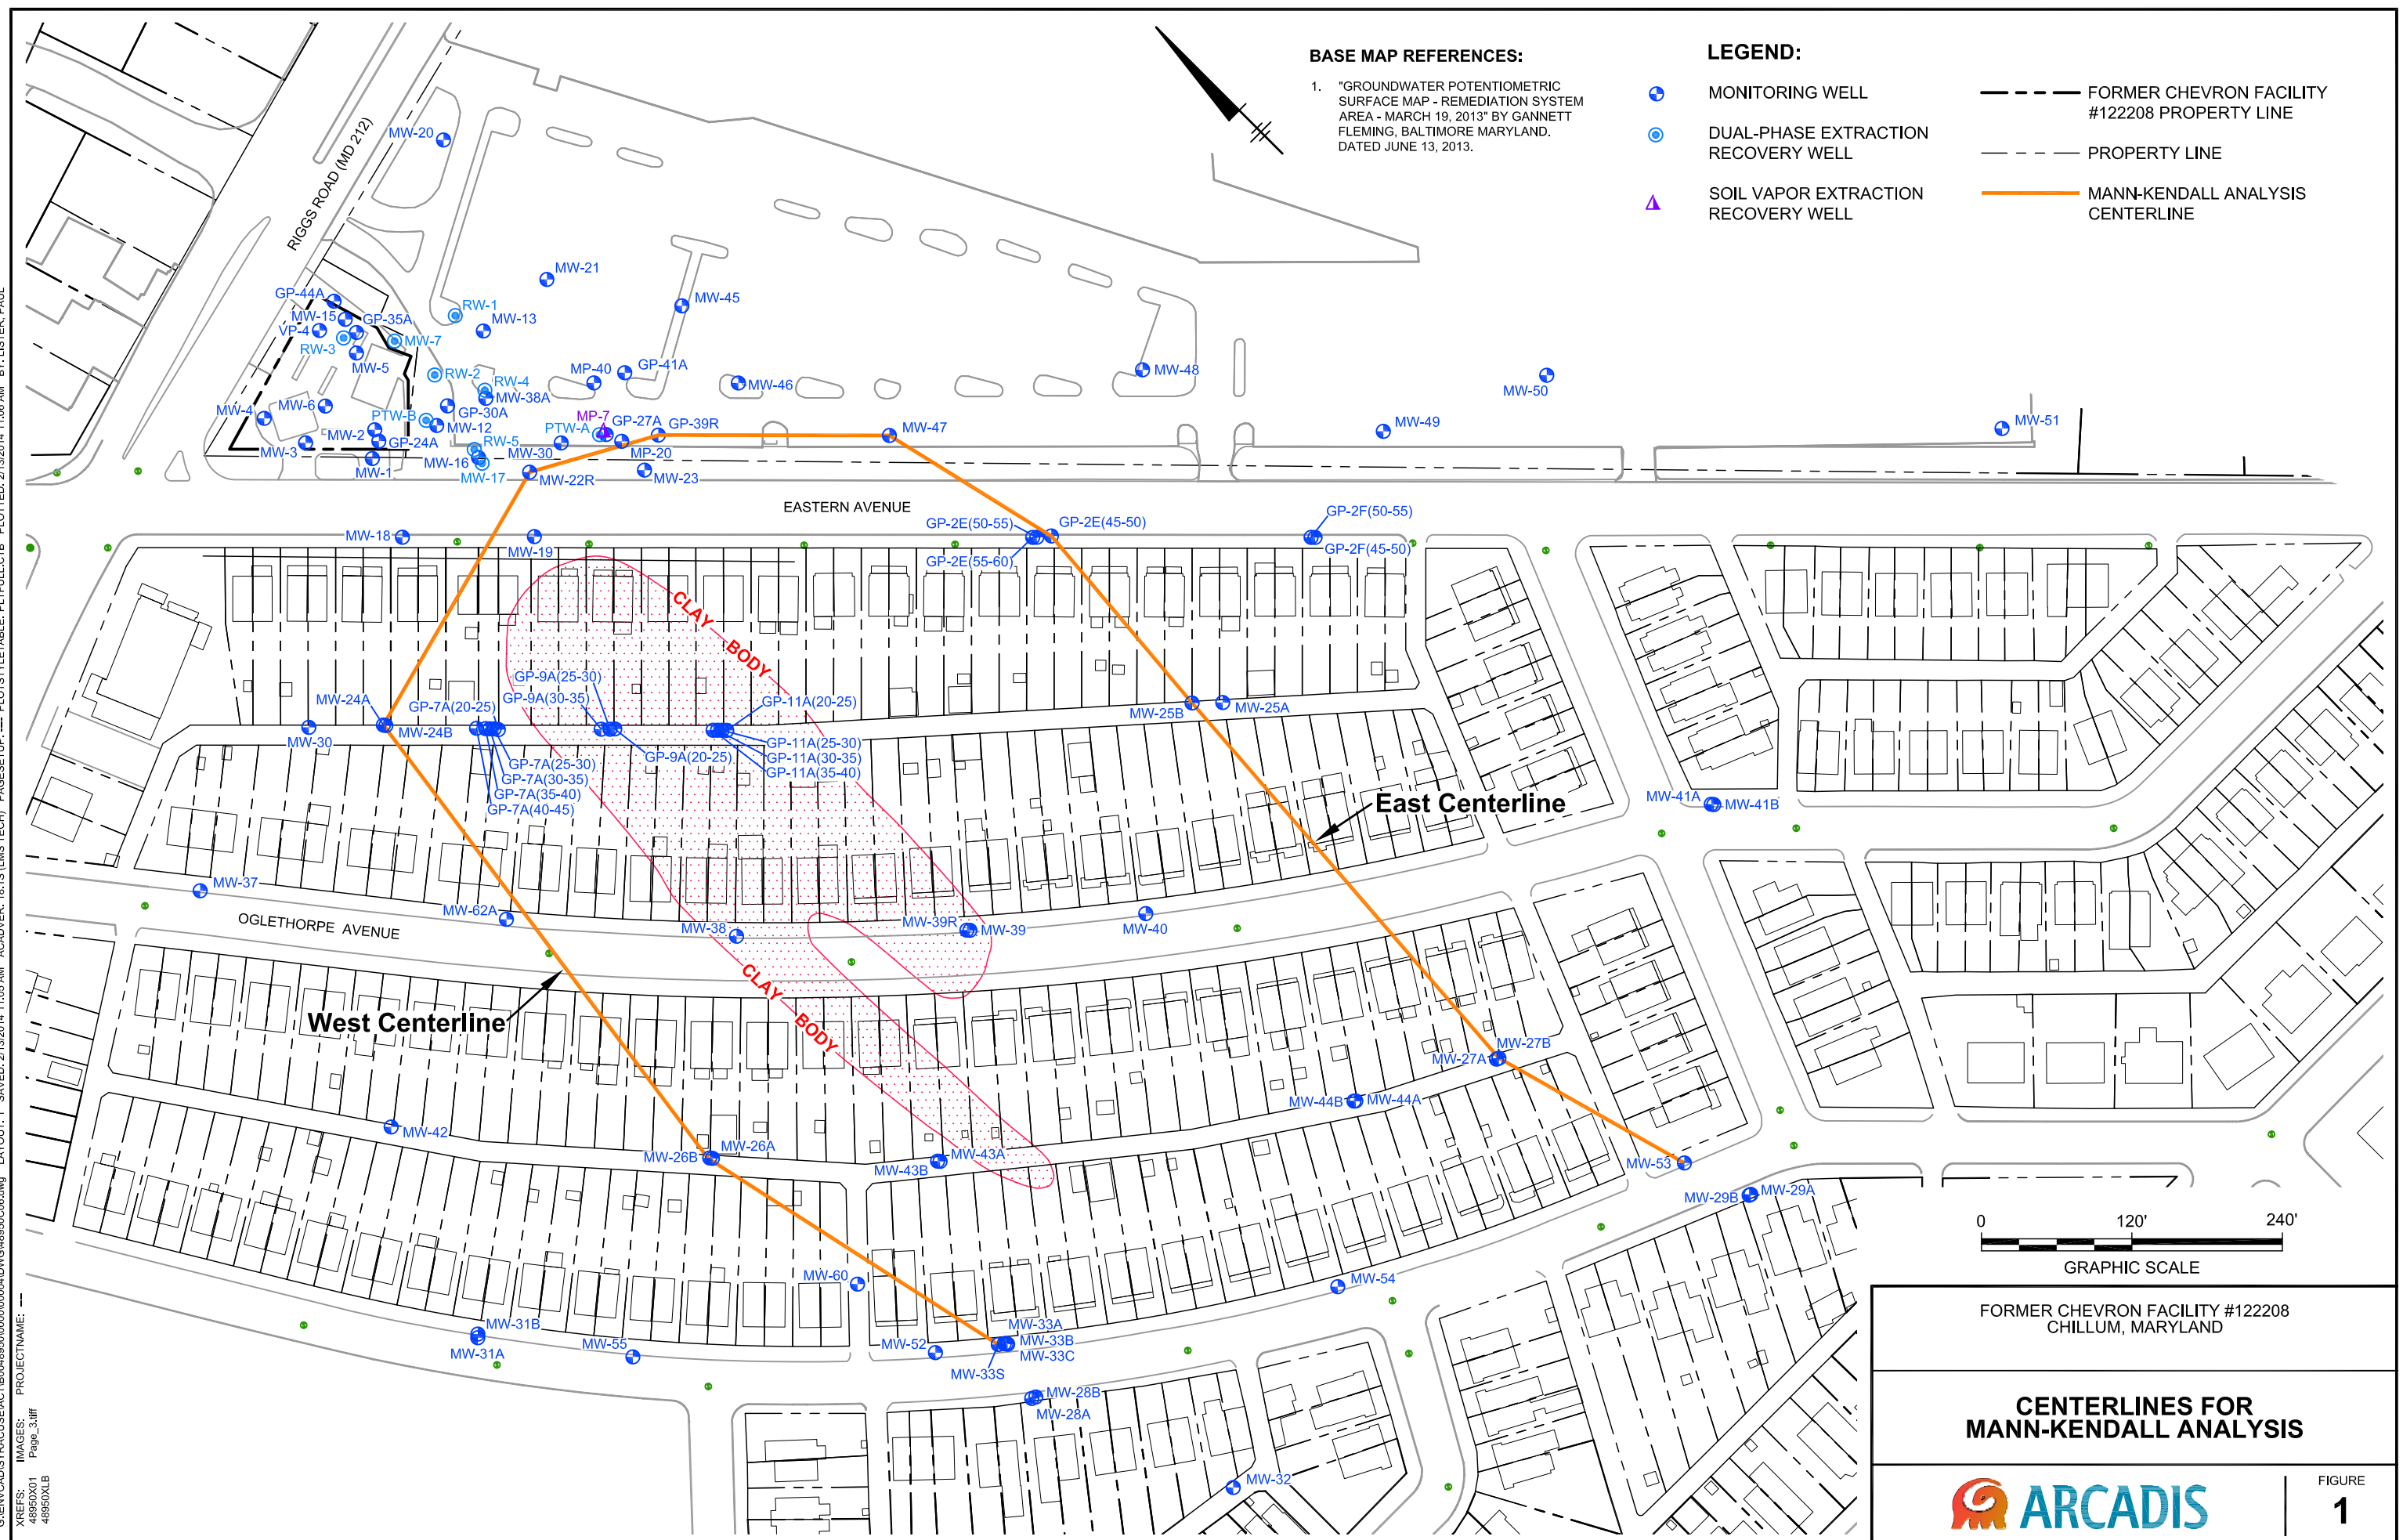 BASE MAP REFERENCES:
1. "GROUNDWATER POTENTIOMETRIC
SURFACE MAP - REMEDIATION SYSTEM
AREA - MARCH 19, 2013" BY GANNETT
FLEMING, BALTIMORE MARYLAND.
DATED JUNE 13, 2013.
LEGEND:
MONITORING WELL
DUAL-PHASE EXTRACTION
RECOVERY WELL
SOIL VAPOR EXTRACTION
RECOVERY WELL
FORMER CHEVRON FACILITY
#122208 PROPERTY LINE
PROPERTY LINE
MANN-KENDALL ANALYSIS
CENTERLINE
RIGGS ROAD (MD 212)
MW-20
MW-21
MW-45
GP-44A
RW-1
MW-15
GP-35A
MW-13
VP-4
RW-3
MW-7
MW-5
RW-2
RW-4
MW-38A
MP-40
GP-41A
MW-46
MW-48
MW-50
MW-4
MW-6
PTW-B
GP-30A
MW-12
MW-2
GP-24A
MW-3
MW-1
RW-5
MW-16
MW-17
MP-7
PTW-A
GP-27A
GP-39R
MW-30
MP-20
MW-47
MW-49
MW-51
MW-22R
MW-23
EASTERN AVENUE
MW-18
MW-19
GP-2E(50-55)
GP-2E(45-50)
GP-2E(55-60)
GP-2F(50-55)
GP-2F(45-50)
CLAY BODY
GP-9A(25-30)
GP-9A(30-35)
GP-9A(20-25)
MW-24A
MW-24B
MW-30
GP-7A(20-25)
GP-7A(25-30)
GP-7A(30-35)
GP-7A(35-40)
GP-7A(40-45)
GP-11A(20-25)
GP-11A(25-30)
GP-11A(30-35)
GP-11A(35-40)
MW-25B
MW-25A
East Centerline
MW-41A
MW-41B
MW-37
OGLETHORPE AVENUE
MW-62A
MW-38
MW-39R
MW-39
MW-40
CLAY BODY
West Centerline
MW-27B
MW-27A
MW-44B
MW-44A
MW-42
MW-26A
MW-26B
MW-43A
MW-43B
MW-53
MW-29B
MW-29A
MW-60
MW-54
MW-31B
MW-31A
MW-55
MW-52
MW-33A
MW-33B
MW-33C
MW-33S
MW-28B
MW-28A
MW-32
0 120' 240'
GRAPHIC SCALE
FORMER CHEVRON FACILITY #122208
CHILLUM, MARYLAND
CENTERLINES FOR
MANN-KENDALL ANALYSIS
ARCADIS
FIGURE
1
XREFS:
48950X01
48950XLB
IMAGES:
Page_3.tiff
PROJECTNAME: ---